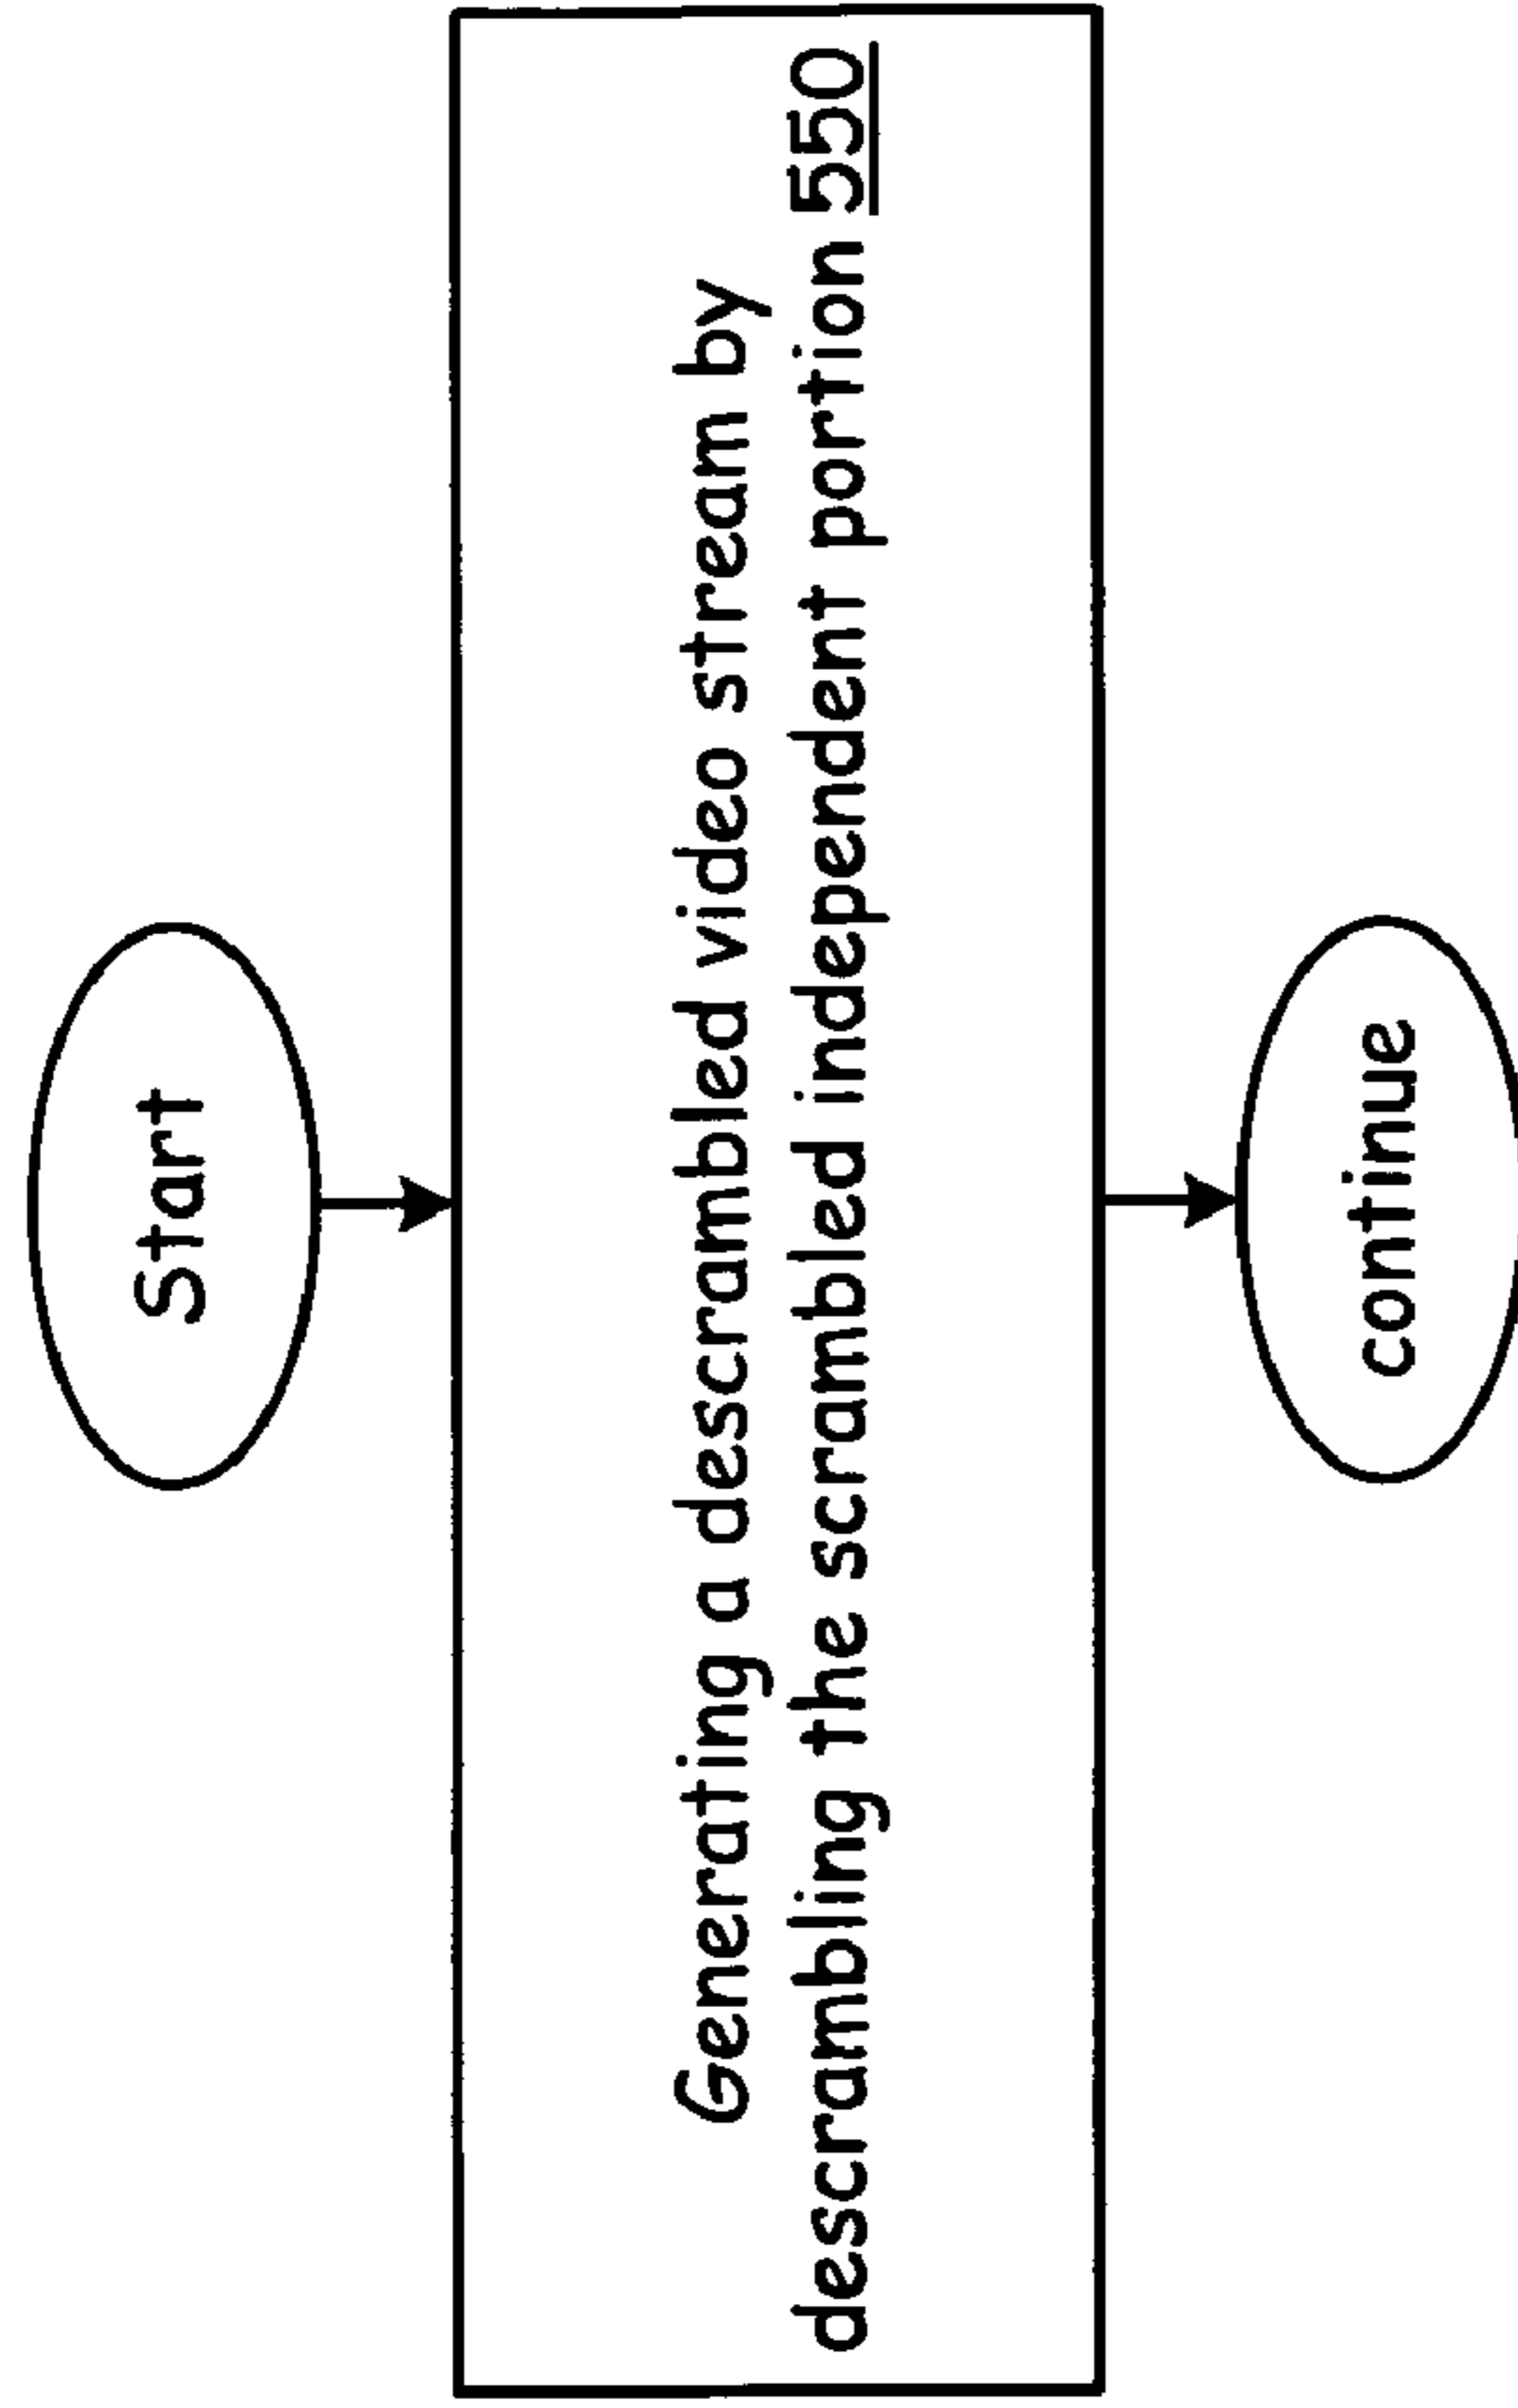 Start
Generating a descrambled video stream by
descrambling the scrambled independent portion 550
continue